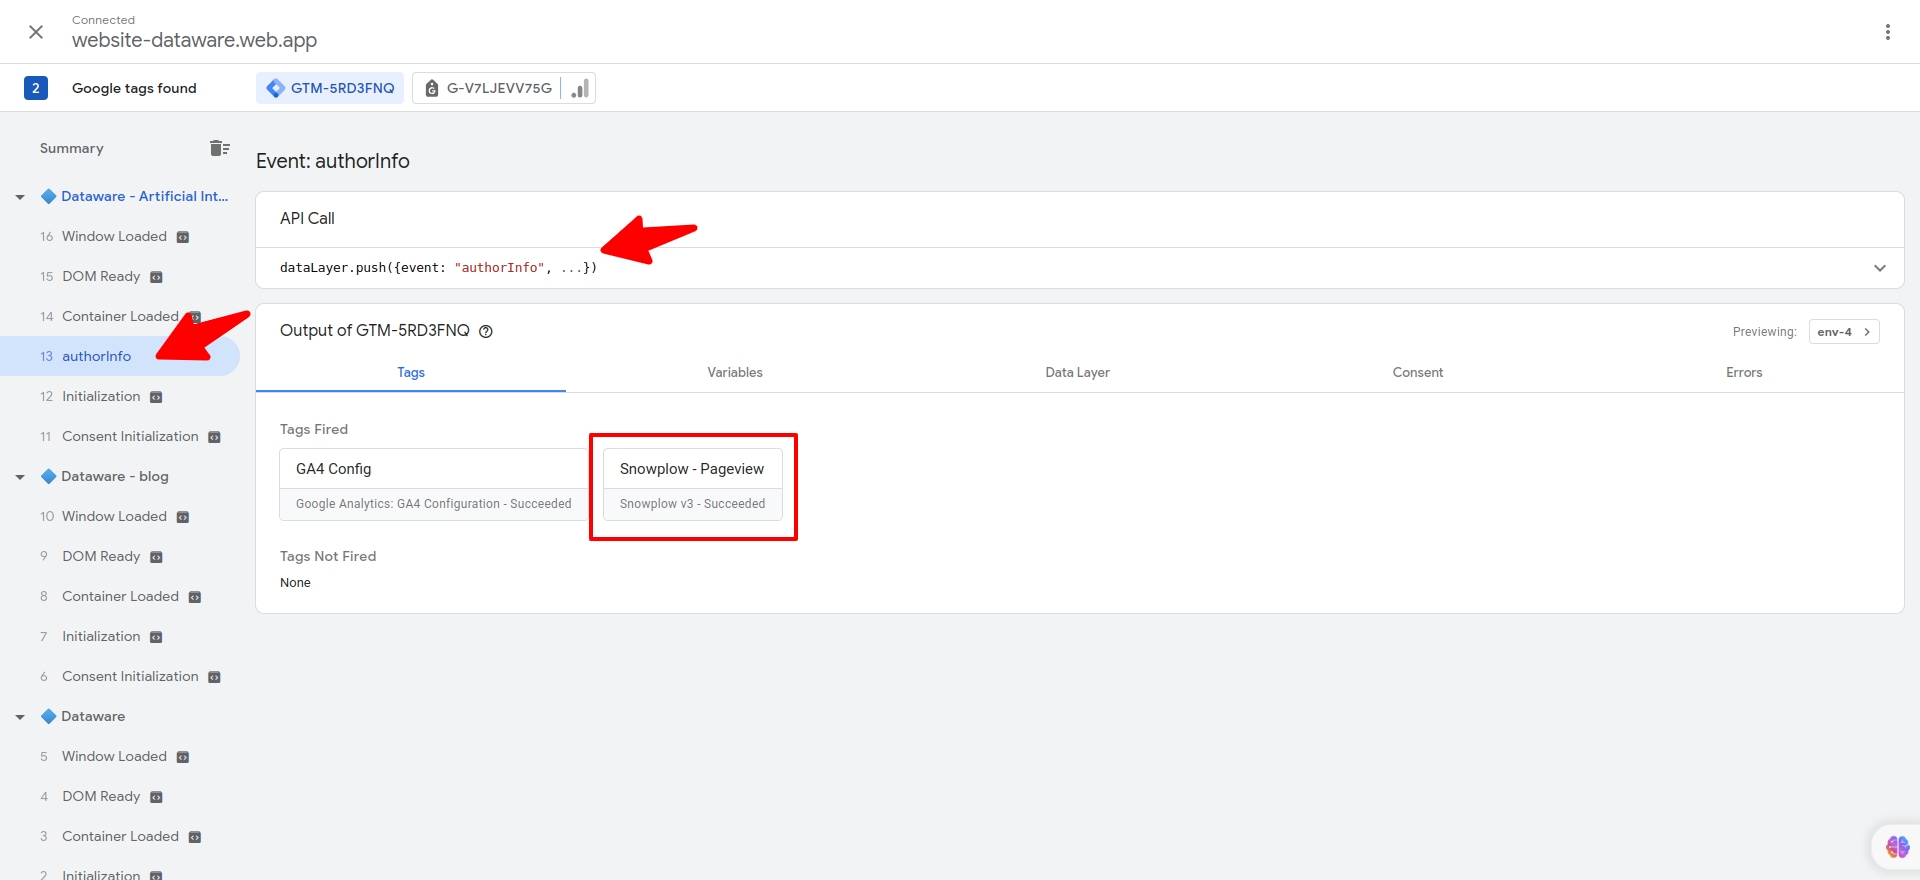 Connected
website-dataware.web.app
2 Google tags found GTM-5RD3FNQ G-V7LJEVV75G
Summary
Dataware - Artificial Int...
16 Window Loaded
15 DOM Ready
14 Container Loaded
13 authorInfo
12 Initialization
11 Consent Initialization
Dataware - blog
10 Window Loaded
9 DOM Ready
8 Container Loaded
7 Initialization
6 Consent Initialization
Dataware
5 Window Loaded
4 DOM Ready
3 Container Loaded
2 Initialization
Event: authorInfo
API Call
dataLayer.push({event: "authorInfo", ...})
Output of GTM-5RD3FNQ
Previewing: env-4
Tags Variables Data Layer Consent Errors
Tags Fired
GA4 Config
Google Analytics: GA4 Configuration - Succeeded
Snowplow - Pageview
Snowplow v3 - Succeeded
Tags Not Fired
None